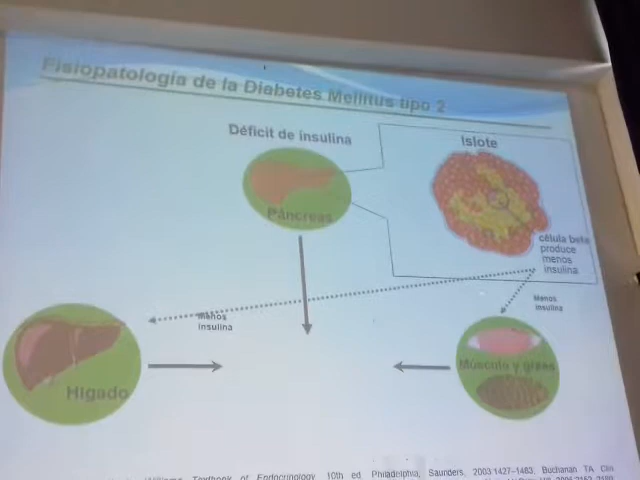 Fisiopatología de la Diabetes Mellitus tipo 2
Déficit de insulina
Islote
Páncreas
célula beta
produce
menos
insulina
Menos
insulina
Menos
insulina
Hígado
Músculo y grasa
Textbook of Endocrinology 10th ed Philadelphia, Saunders, 2003:1427–1483, Buchanan TA Clin